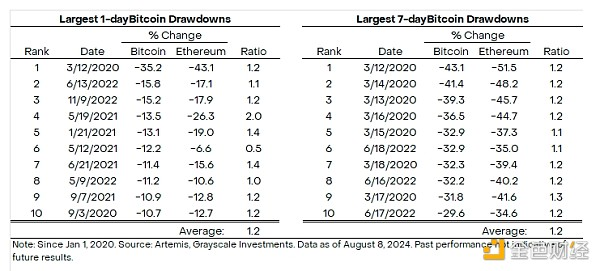 Largest 1-dayBitcoin Drawdowns
% Change
Rank Date Bitcoin Ethereum Ratio
1 3/12/2020 −35.2 −43.1 1.2
2 6/13/2022 −15.8 −17.1 1.1
3 11/9/2022 −15.2 −17.9 1.2
4 5/19/2021 −13.5 −26.3 2.0
5 1/21/2021 −13.1 −19.0 1.4
6 5/12/2021 −12.2 −6.6 0.5
7 6/21/2021 −11.4 −15.6 1.4
8 5/9/2022 −11.2 −10.6 1.0
9 9/7/2021 −10.9 −12.8 1.2
10 9/3/2020 −10.7 −12.7 1.2
Average: 1.2
Largest 7-dayBitcoin Drawdowns
% Change
Rank Date Bitcoin Ethereum Ratio
1 3/12/2020 −43.1 −51.5 1.2
2 3/14/2020 −41.4 −48.2 1.2
3 3/13/2020 −39.3 −45.7 1.2
4 3/16/2020 −36.5 −44.7 1.2
5 3/15/2020 −32.9 −37.3 1.1
6 6/18/2022 −32.9 −35.0 1.1
7 3/18/2020 −32.3 −39.4 1.2
8 6/16/2022 −32.2 −40.2 1.2
9 3/17/2020 −31.8 −41.6 1.3
10 6/17/2022 −29.6 −34.6 1.2
Average: 1.2
Note: Since Jan 1, 2020. Source: Artemis, Grayscale Investments. Data as of August 8, 2024. Past performance not indicative of
future results.
金色财经